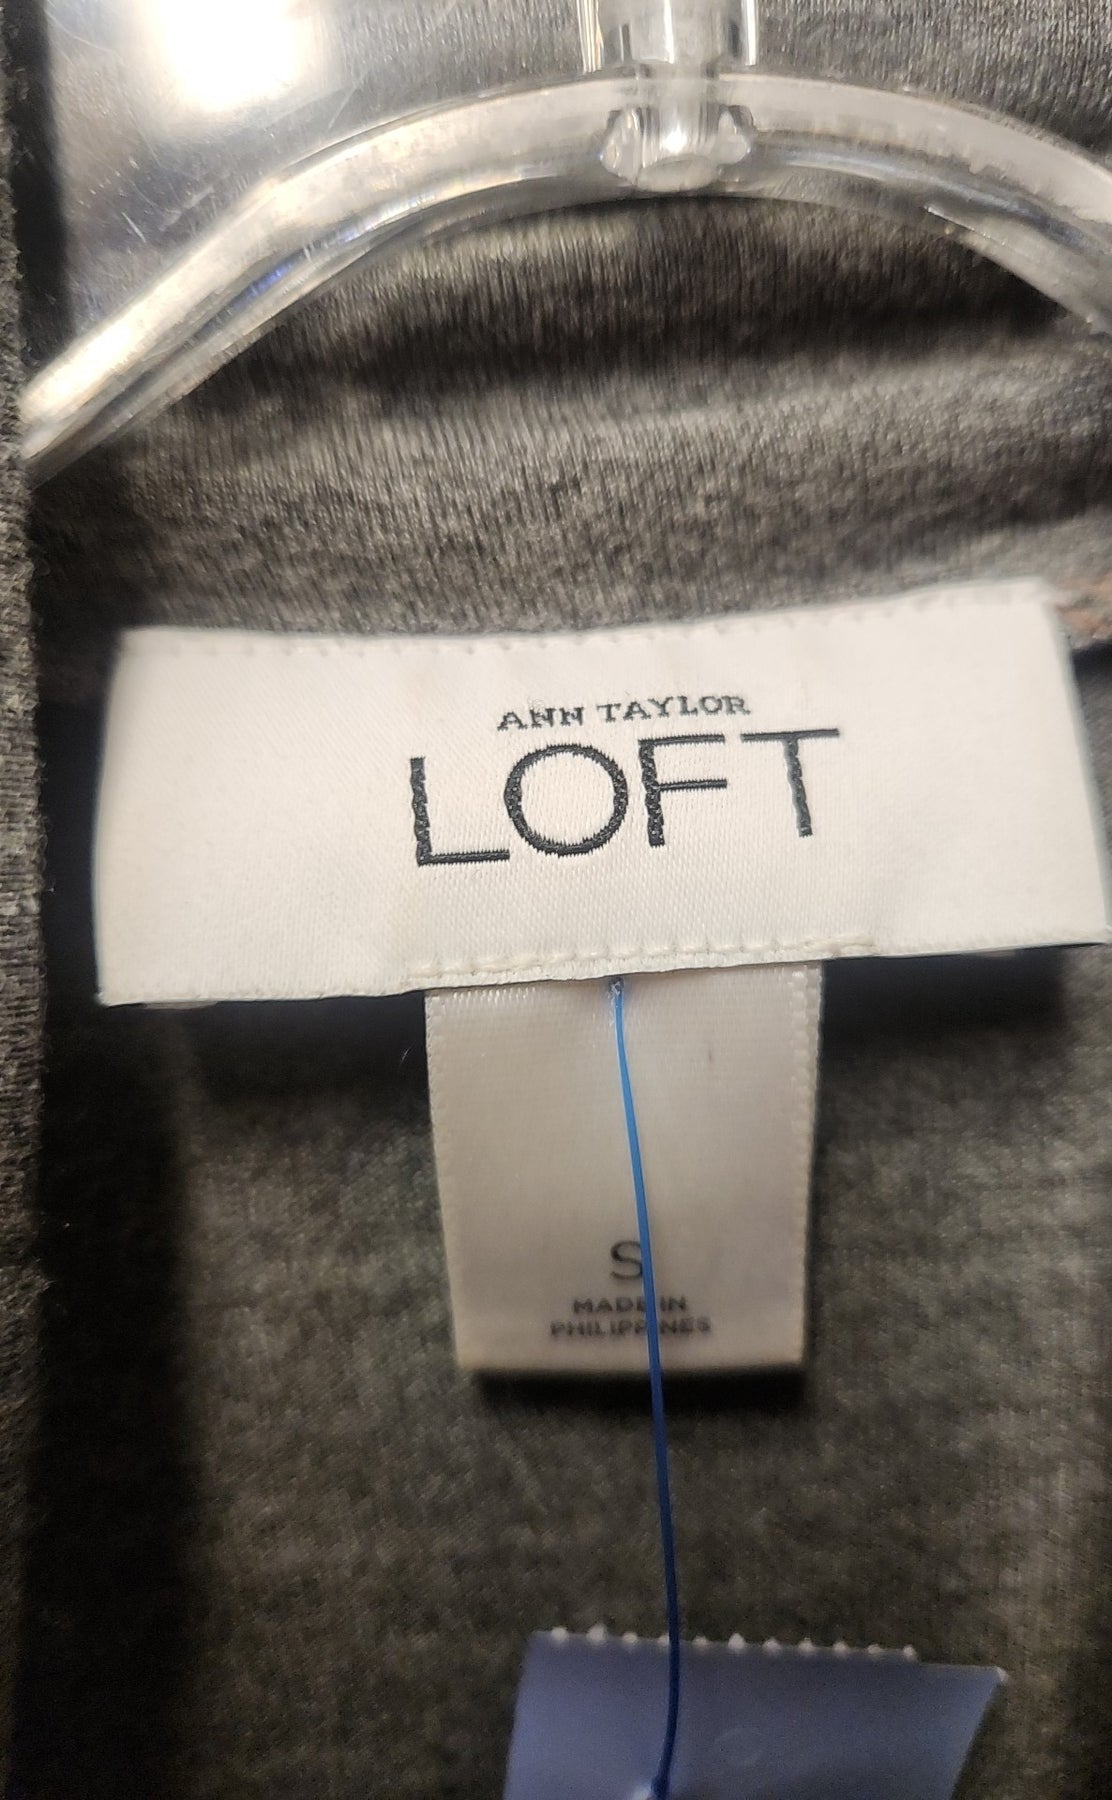 ANN TAYLOR
LOFT
S
MADE IN
PHILIPPINES